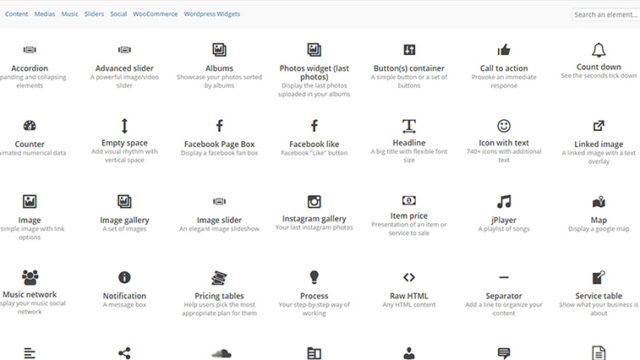 Content Medias Music Sliders Social WooCommerce Wordpress Widgets
Search an element...
Accordion
panding and collapsing
elements
Advanced slider
A powerful image/video
slider
Albums
Showcase your photos sorted
by albums
Photos widget (last
photos)
Display the last photos
uploaded in your albums
Button(s) container
A simple button or a set of
buttons
Call to action
Provoke an immediate
response
Count down
See the seconds tick down
Counter
nimated numerical data
Empty space
Add visual rhythm with
vertical space
Facebook Page Box
Display a facebook fan box
Facebook like
Facebook "Like" button
Headline
A big title with flexible font
size
Icon with text
740+ icons with additional
text
Linked image
A linked image with a text
overlay
Image
simple image with link
options
Image gallery
A set of images
Image slider
An elegant image slideshow
Instagram gallery
Your last instagram photos
Item price
Presentation of an item or
service to sale
jPlayer
A playlist of songs
Map
Display a google map
Music network
splay your music social
network
Notification
A message box
Pricing tables
Help users pick the most
appropriate plan for them
Process
Your step-by-step way of
working
Raw HTML
Any HTML content
Separator
Add a line to organize your
content
Service table
Show what your business is
about